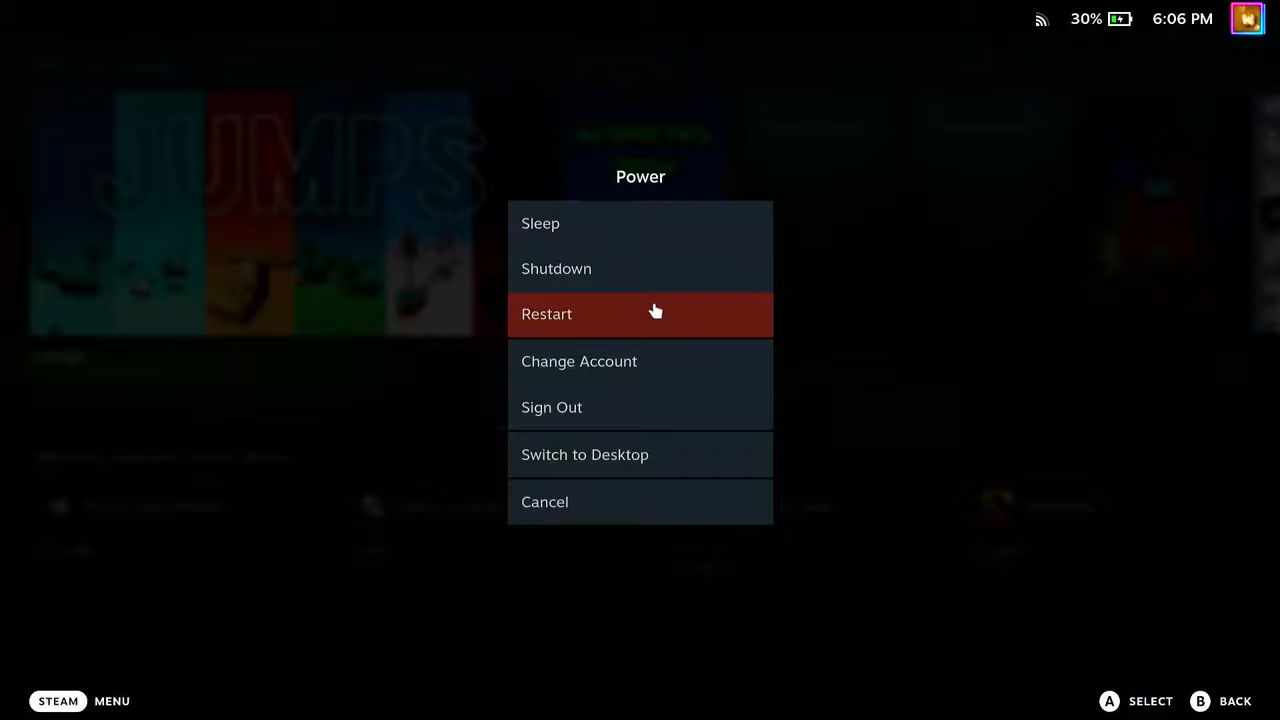 30%
6:06 PM
JUMPS
Power
Sleep
Shutdown
Restart
Change Account
Sign Out
Switch to Desktop
Cancel
STEAM MENU
A SELECT B BACK